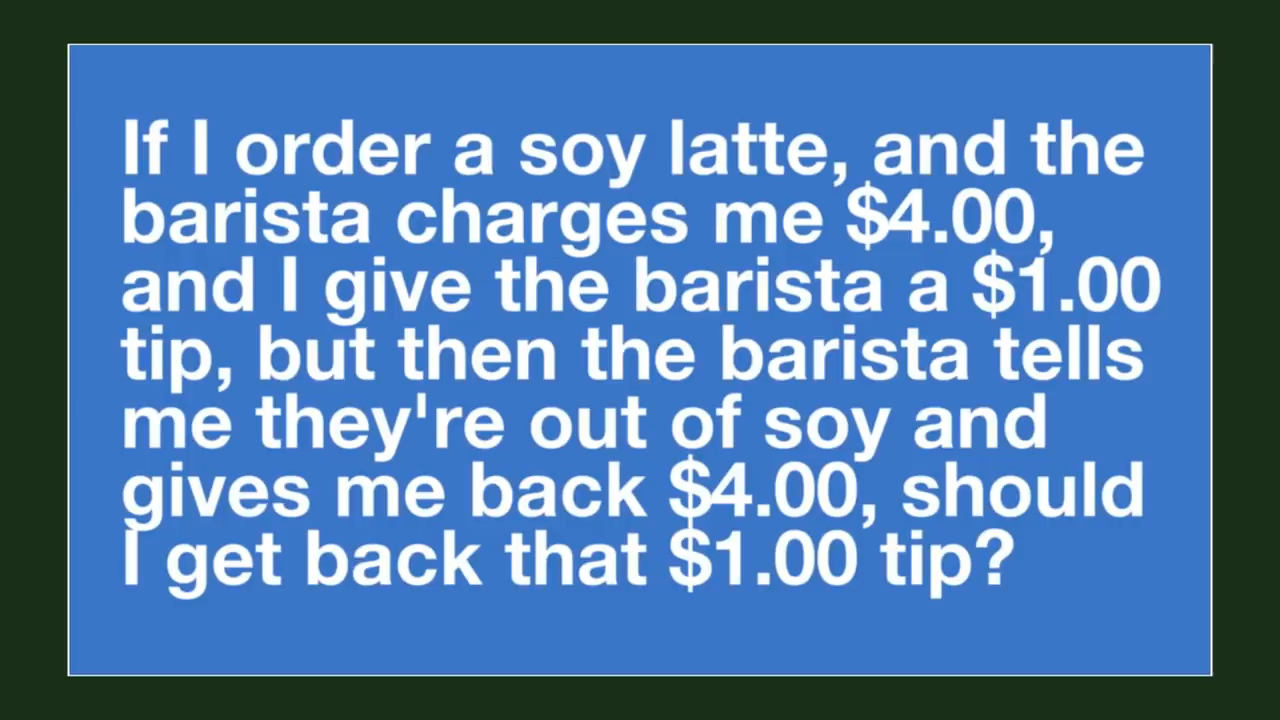 If I order a soy latte, and the
barista charges me $4.00,
and I give the barista a $1.00
tip, but then the barista tells
me they're out of soy and
gives me back $4.00, should
I get back that $1.00 tip?